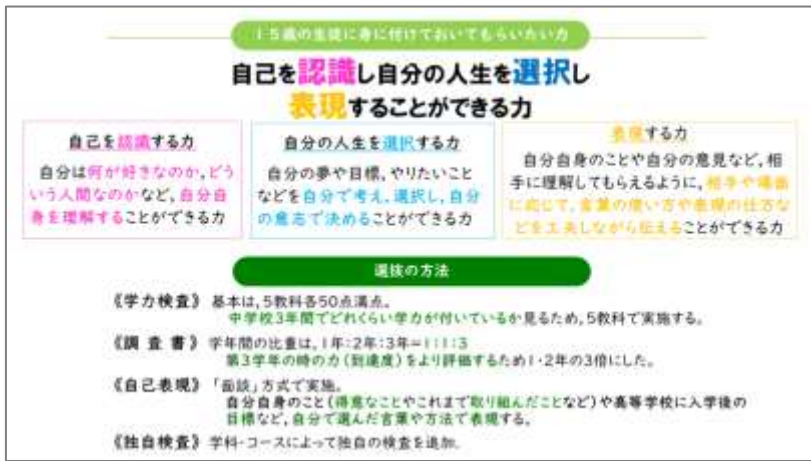 15歳の生徒に身に付けておいてもらいたい力
自己を認識し自分の人生を選択し
表現することができる力
自己を認識する力
自分は何が好きなのか,どう
いう人間なのかなど,自分自
身を理解することができる力
自分の人生を選択する力
自分の夢や目標,やりたいこと
などを自分で考え,選択し,自分
の意志で決めることができる力
表現する力
自分自身のことや自分の意見など,相
手に理解してもらえるように,相手や場面
に応じて,言葉の使い方や表現の仕方な
どを工夫しながら伝えることができる力
選抜の方法
《学力検査》 基本は,5教科各50点満点。
中学校3年間でどれくらい学力が付いているか見るため,5教科で実施する。
《調 査 書》 学年間の比重は,1年:2年:3年=1:1:3
第3学年の時の力(到達度)をより評価するため1・2年の3倍にした。
《自己表現》 「面談」方式で実施。
自分自身のこと(得意なことやこれまで取り組んだことなど)や高等学校に入学後の
目標など,自分で選んだ言葉や方法で表現する。
《独自検査》 学科・コースによって独自の検査を追加。